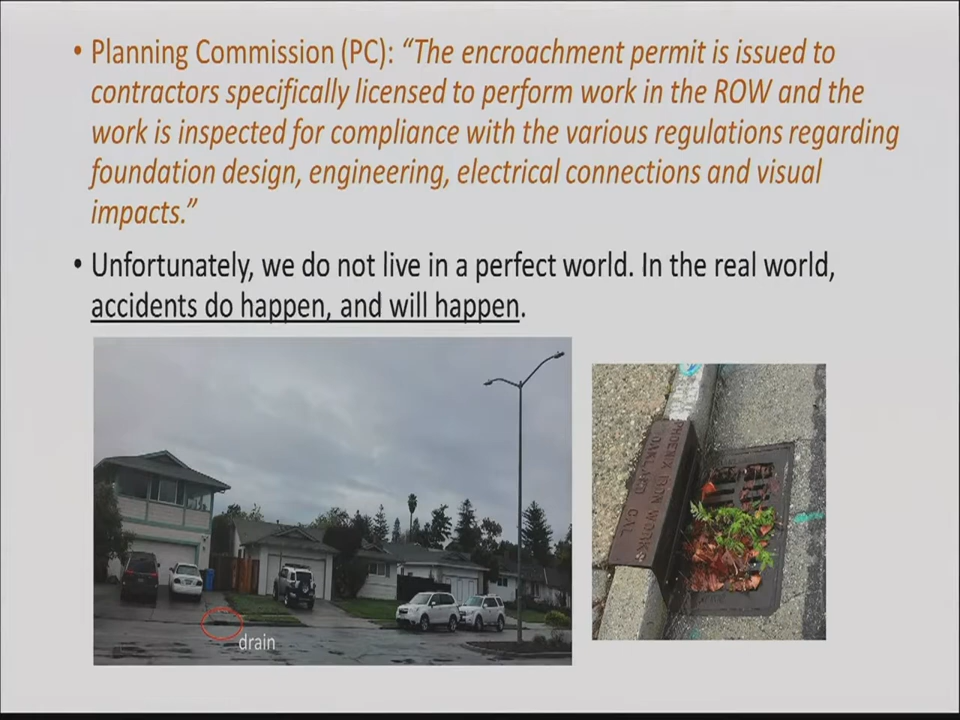 • Planning Commission (PC): “The encroachment permit is issued to
contractors specifically licensed to perform work in the ROW and the
work is inspected for compliance with the various regulations regarding
foundation design, engineering, electrical connections and visual
impacts.”
• Unfortunately, we do not live in a perfect world. In the real world,
accidents do happen, and will happen.
drain
PHOENIX IRON WORKS
OAKLAND CAL